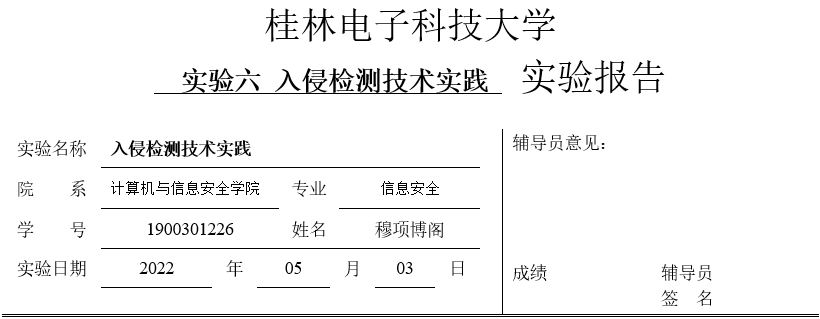 桂林电子科技大学
实验六 入侵检测技术实践 实验报告
实验名称 入侵检测技术实践
辅导员意见：
院 系 计算机与信息安全学院 专业 信息安全
学 号 1900301226 姓名 穆项博阁
实验日期 2022 年 05 月 03 日
成绩 辅导员
签 名